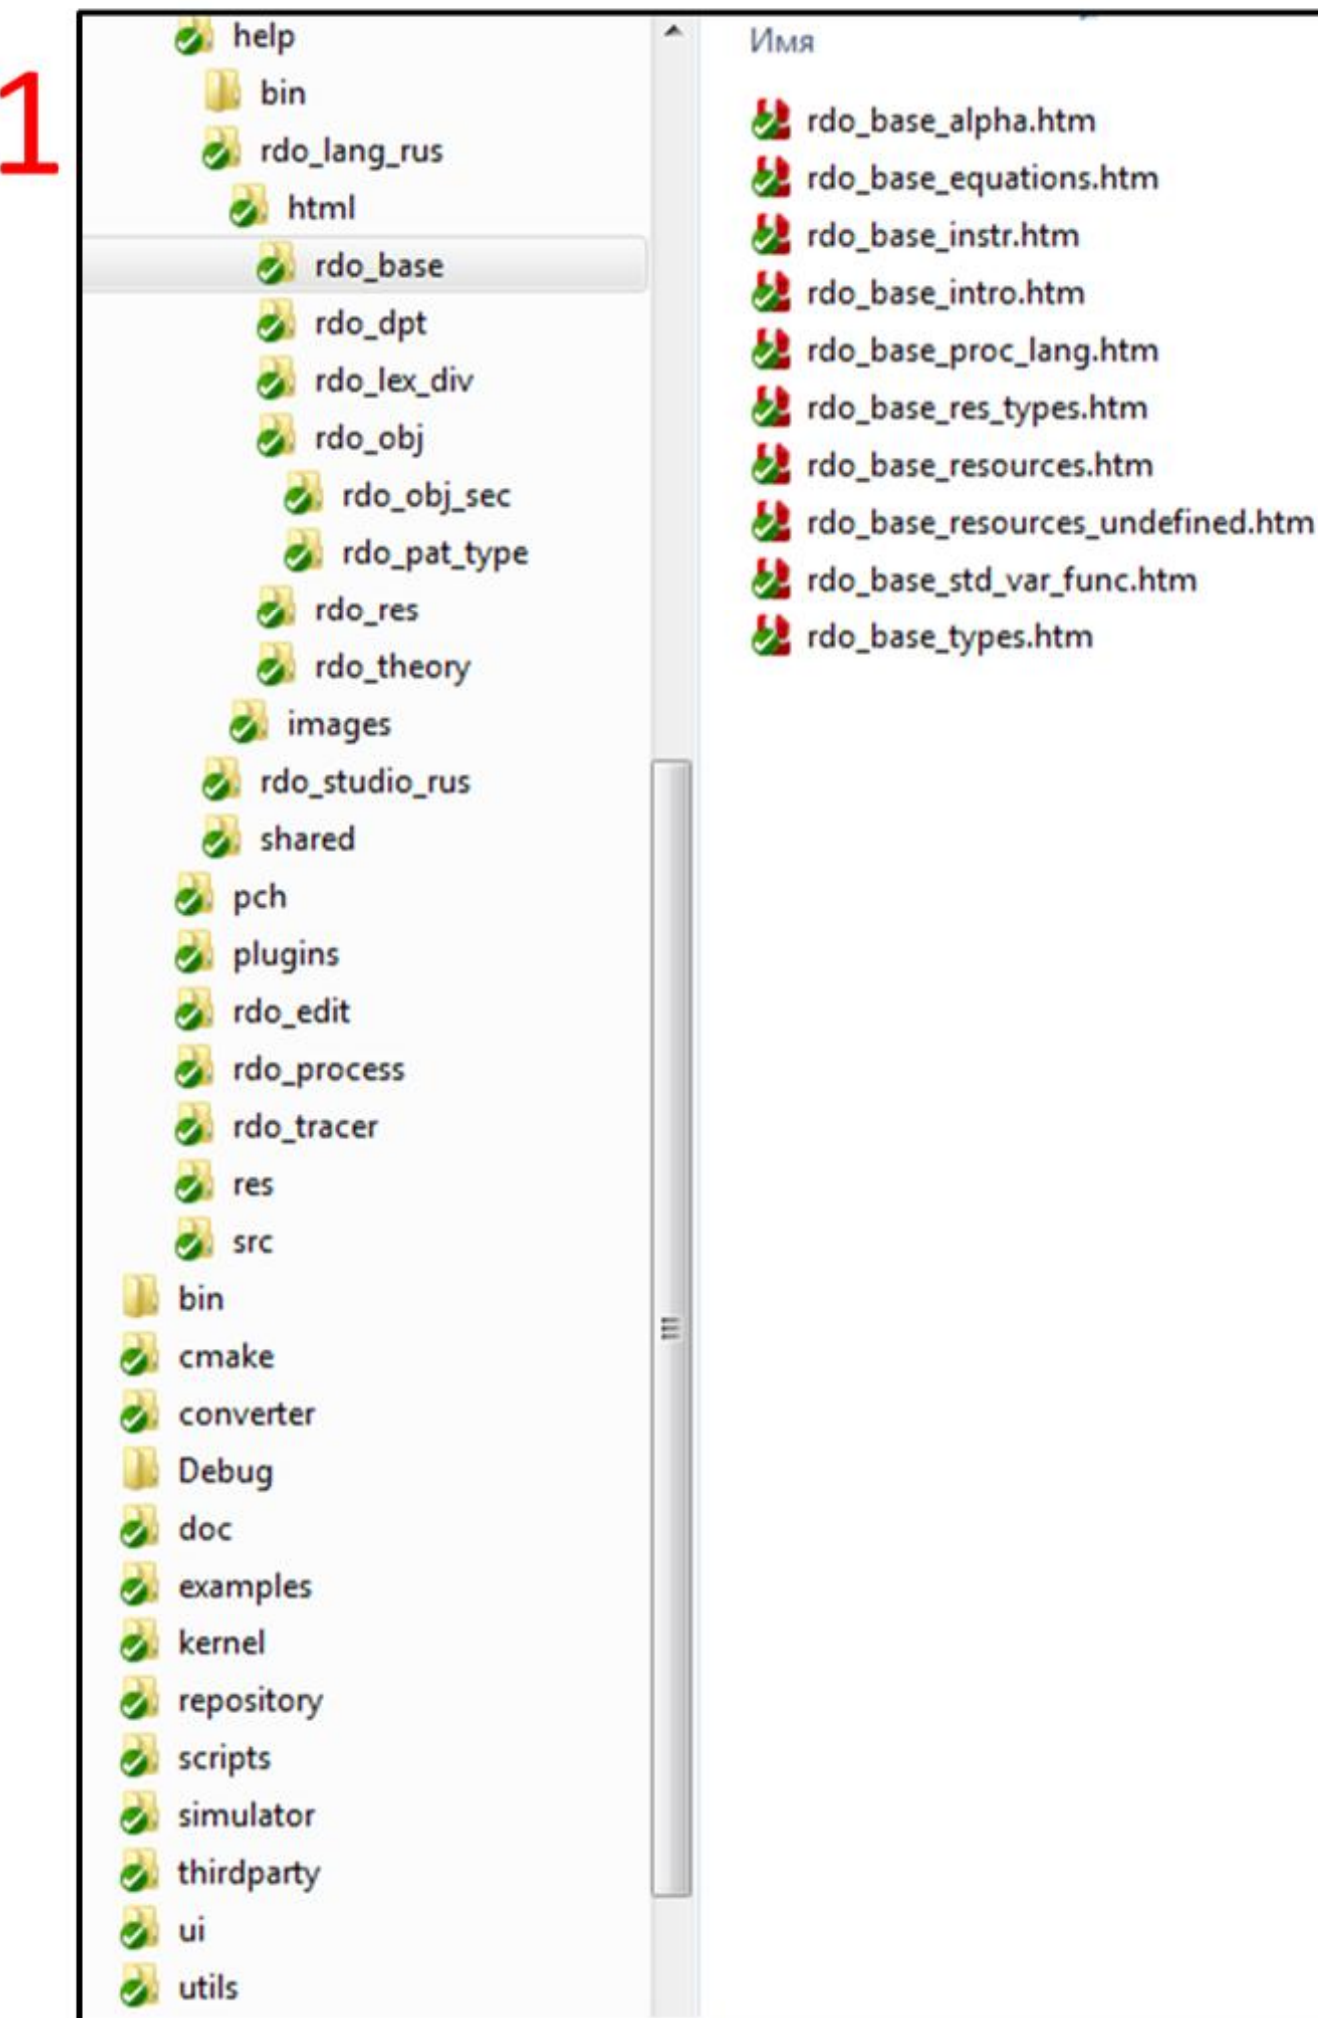 1
help
bin
rdo_lang_rus
html
rdo_base
rdo_dpt
rdo_lex_div
rdo_obj
rdo_obj_sec
rdo_pat_type
rdo_res
rdo_theory
images
rdo_studio_rus
shared
pch
plugins
rdo_edit
rdo_process
rdo_tracer
res
src
bin
cmake
converter
Debug
doc
examples
kernel
repository
scripts
simulator
thirdparty
ui
utils
Имя
rdo_base_alpha.htm
rdo_base_equations.htm
rdo_base_instr.htm
rdo_base_intro.htm
rdo_base_proc_lang.htm
rdo_base_res_types.htm
rdo_base_resources.htm
rdo_base_resources_undefined.htm
rdo_base_std_var_func.htm
rdo_base_types.htm